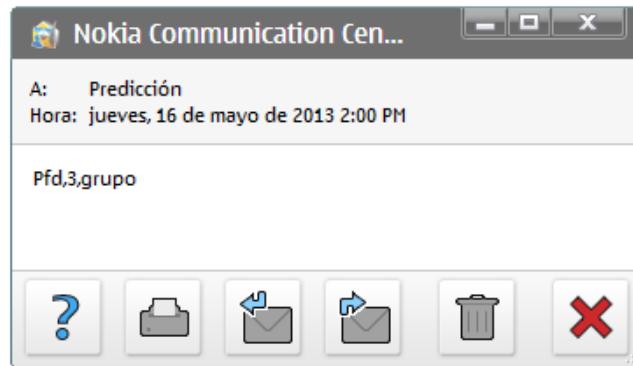 Nokia Communication Cen...
A: Predicción
Hora: jueves, 16 de mayo de 2013 2:00 PM
Pfd,3,grupo